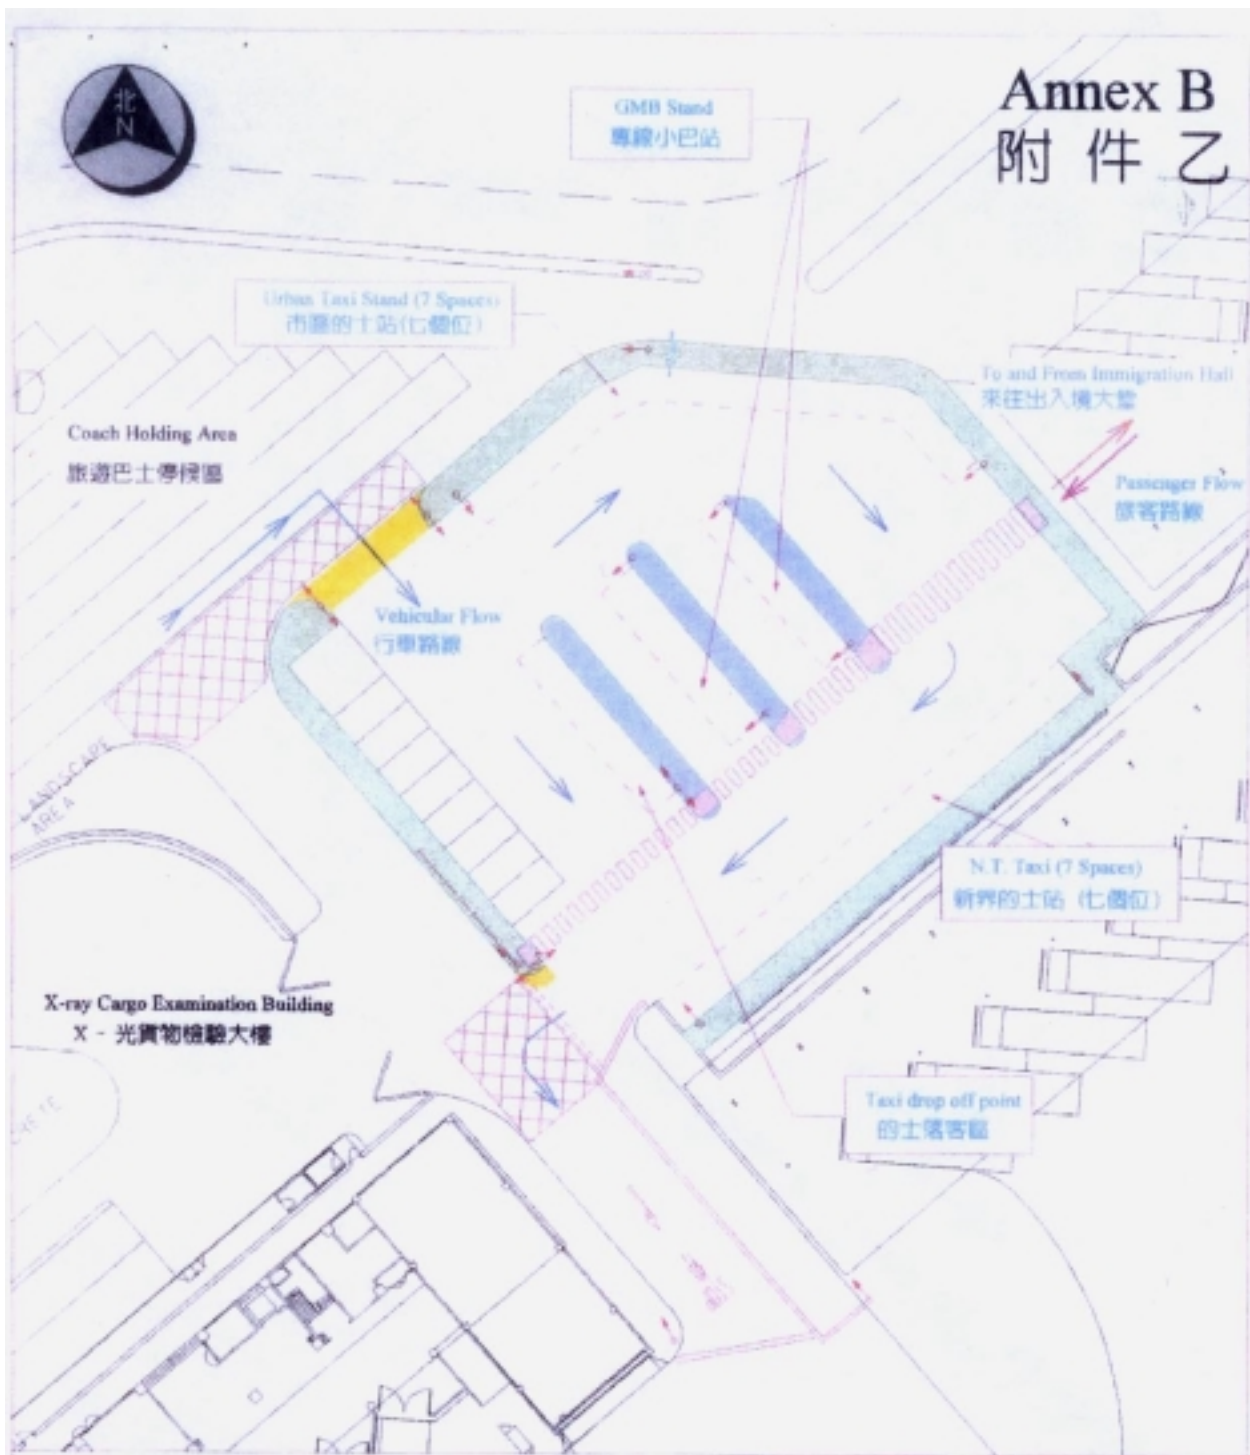 Annex B
附件乙
北
N
GMB Stand
專線小巴站
Urban Taxi Stand (7 Spaces)
市區的士站(七個位)
To and From Immigration Hall
來往出入境大堂
Coach Holding Area
旅遊巴士停候區
Passenger Flow
旅客路線
Vehicular Flow
行車路線
LANDSCAPE
AREA
N.T. Taxi (7 Spaces)
新界的士站 (七個位)
X-ray Cargo Examination Building
X - 光貨物檢驗大樓
Taxi drop off point
的士落客區